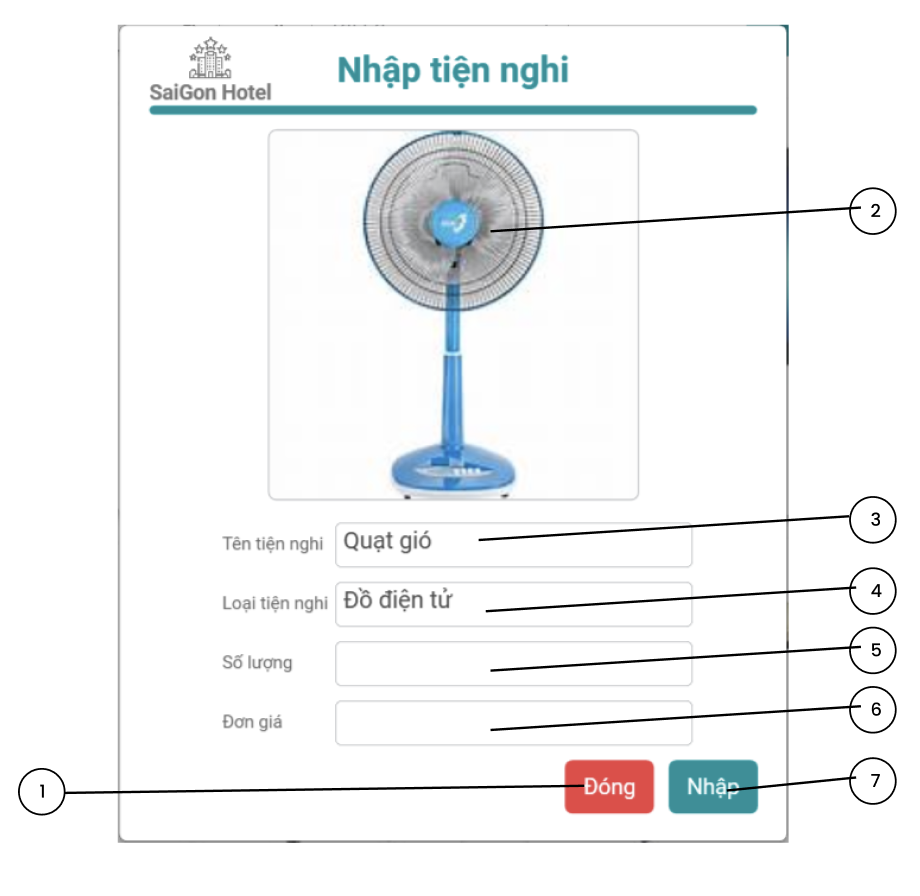 SaiGon Hotel
Nhập tiện nghi
2
Tên tiện nghi Quạt gió
3
Loại tiện nghi Đồ điện tử
4
Số lượng
5
Đơn giá
6
1
Đóng Nhập
7